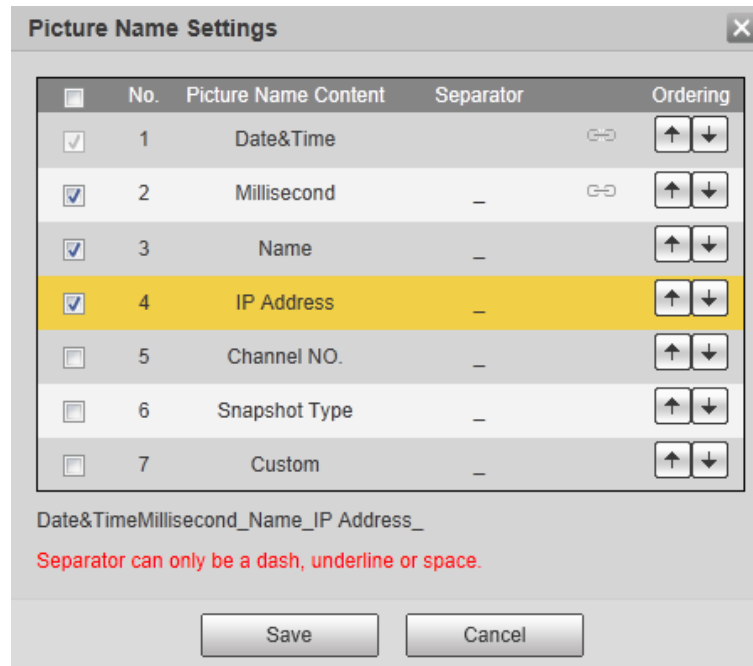 Picture Name Settings
No. Picture Name Content Separator Ordering
1 Date&Time
2 Millisecond _
3 Name _
4 IP Address _
5 Channel NO. _
6 Snapshot Type _
7 Custom _
Date&TimeMillisecond_Name_IP Address_
Separator can only be a dash, underline or space.
Save Cancel